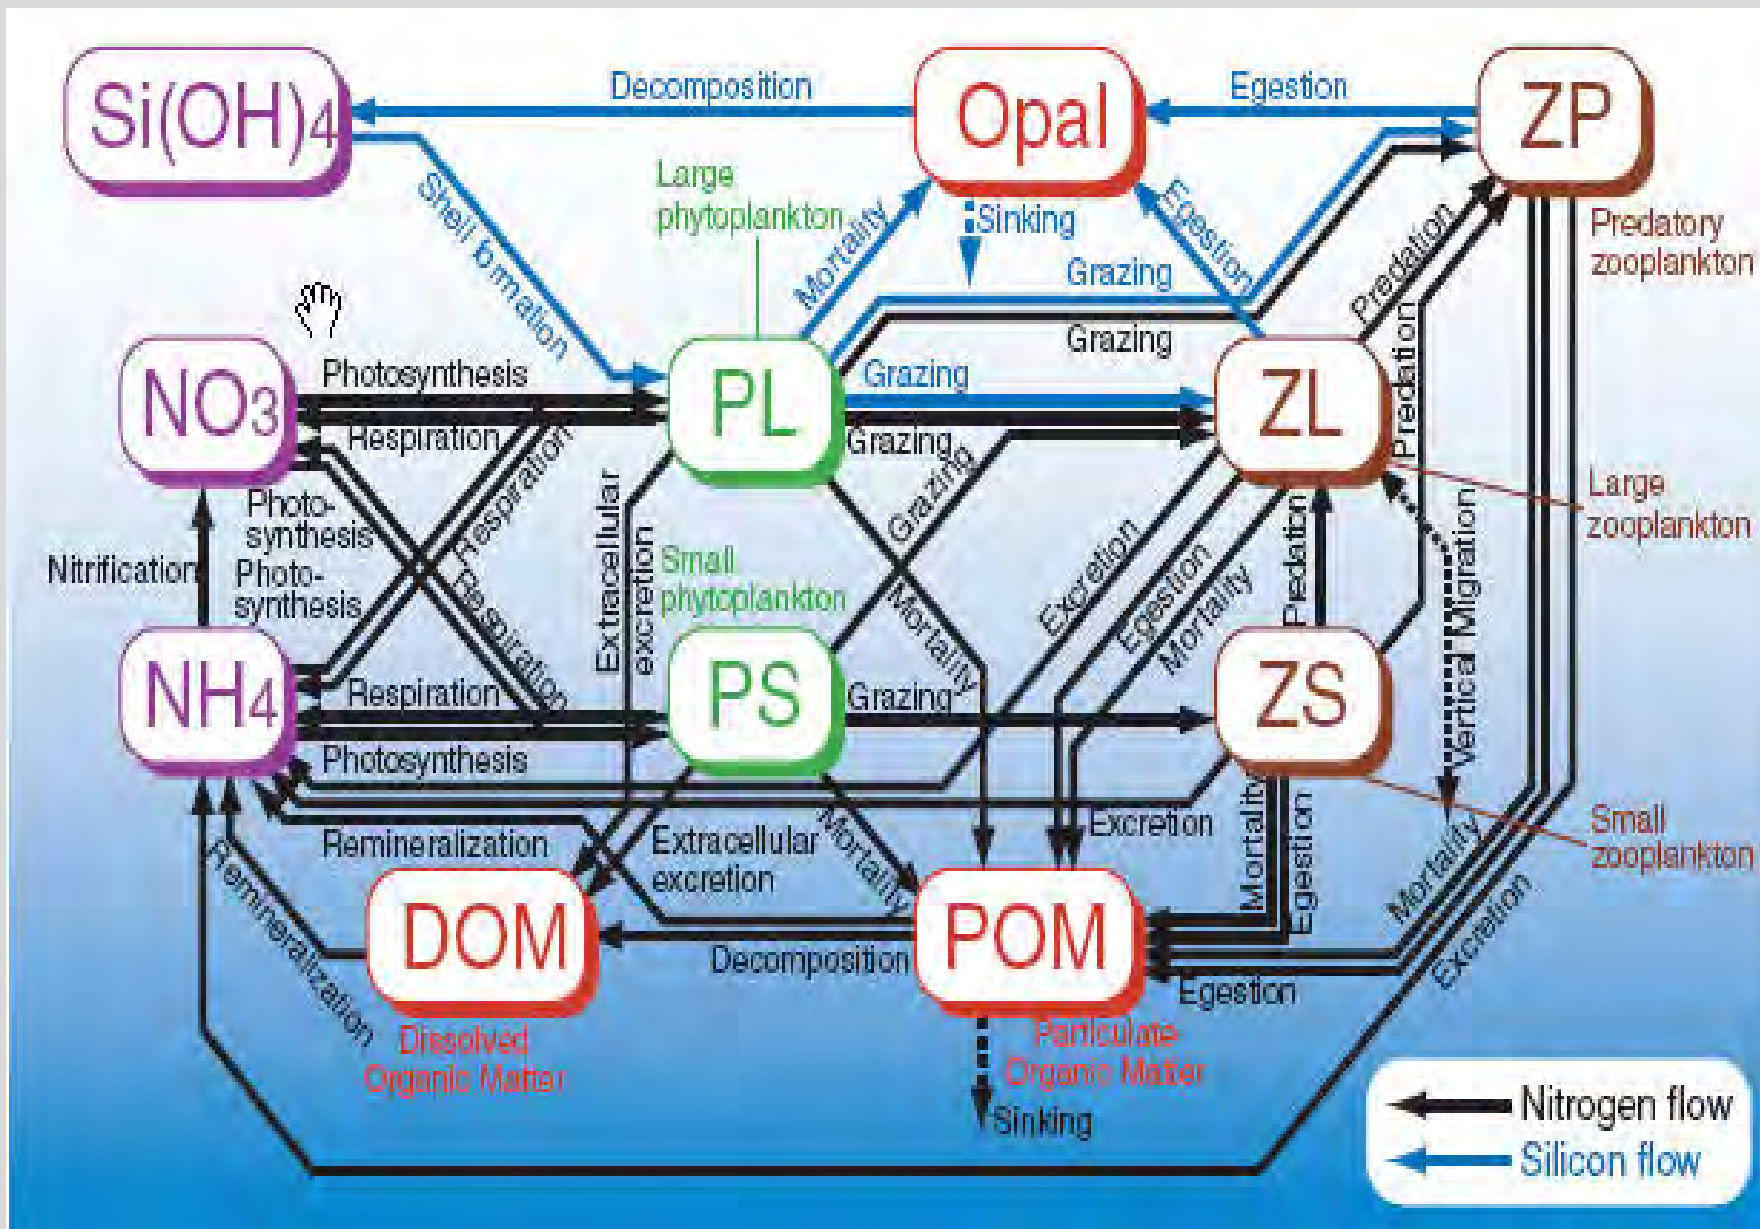 Si(OH)4
Decomposition
Opal
Egestion
ZP
Large
phytoplankton
Shell formation
Mortality
Sinking
Egestion
Grazing
Grazing
Predation
Predatory
zooplankton
NO3
Photosynthesis
Respiration
PL
Grazing
Grazing
ZL
Predation
Large
zooplankton
Photo-
synthesis
Respiration
Extracellular
excretion
Grazing
Nitrification
Photo-
synthesis
Respiration
Small
phytoplankton
Mortality
Excretion
Egestion
Mortality
Predation
Vertical Migration
NH4
Respiration
Photosynthesis
PS
Grazing
ZS
Remineralization
Extracellular
excretion
Mortality
Excretion
Mortality
Egestion
Small
zooplankton
Mortality
Excretion
Remineralization
DOM
Decomposition
POM
Egestion
Dissolved
Organic Matter
Particulate
Organic Matter
Sinking
Nitrogen flow
Silicon flow